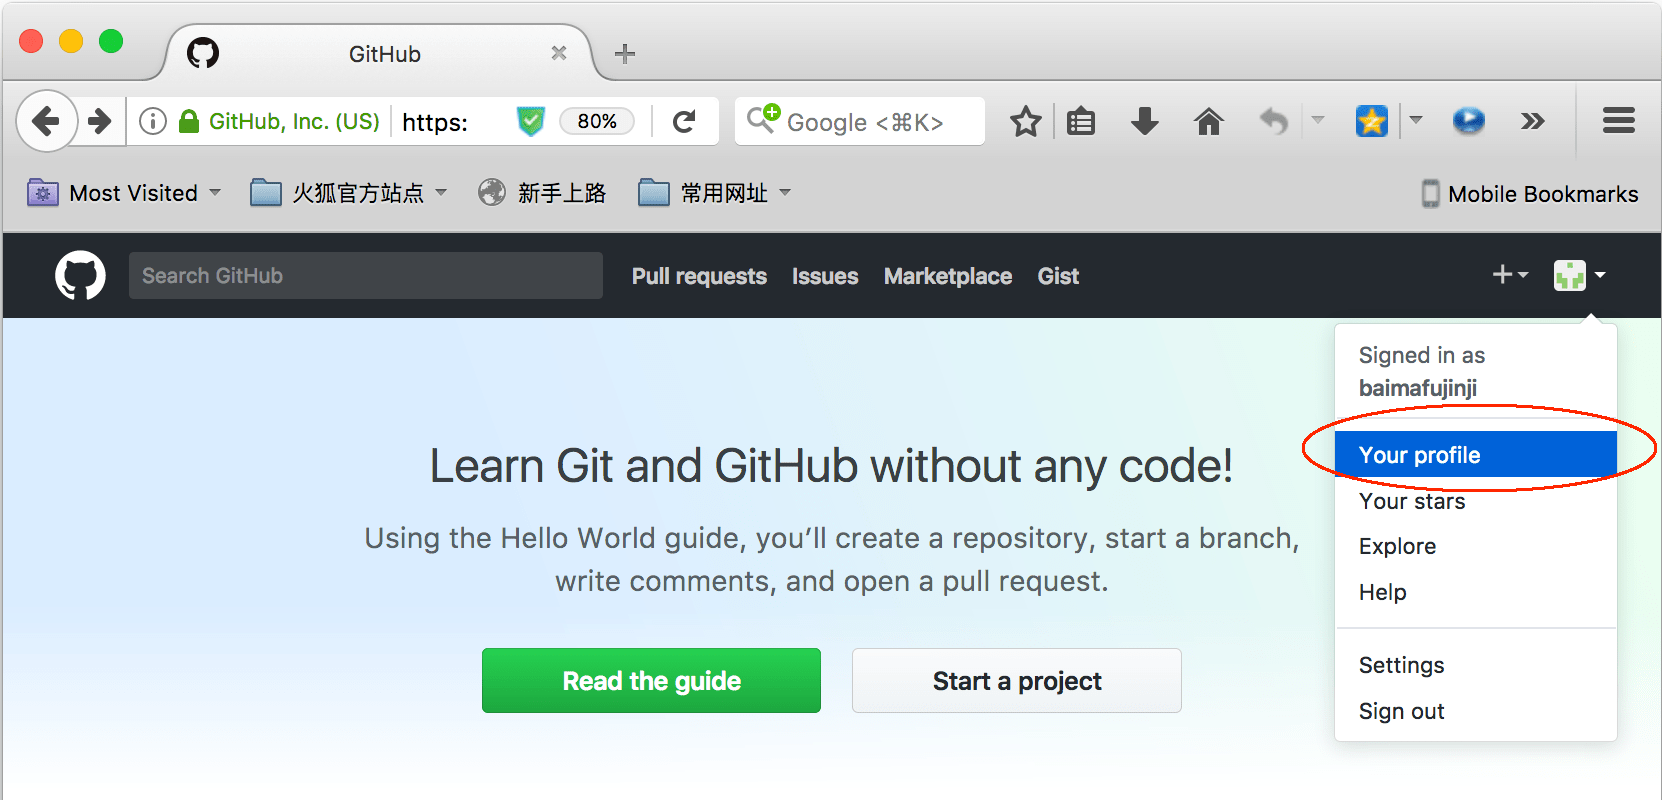 GitHub
GitHub, Inc. (US) https: 80% Google <⌘K>
Most Visited 火狐官方站点 新手上路 常用网址 Mobile Bookmarks
Search GitHub Pull requests Issues Marketplace Gist
Signed in as
baimafujinji
Your profile
Your stars
Explore
Help
Settings
Sign out
Learn Git and GitHub without any code!
Using the Hello World guide, you’ll create a repository, start a branch,
write comments, and open a pull request.
Read the guide Start a project